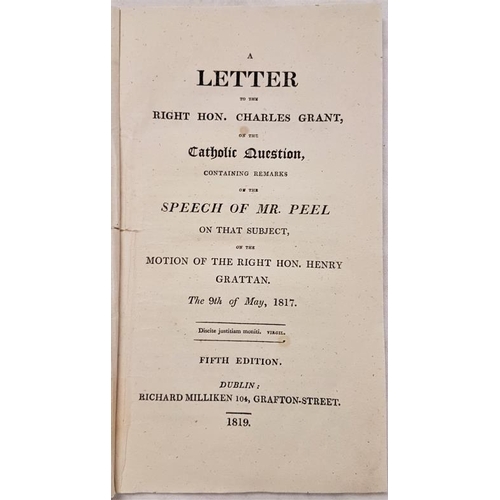 A
LETTER
TO THE
RIGHT HON. CHARLES GRANT,
ON THE
Catholic Question,
CONTAINING REMARKS
ON THE
SPEECH OF MR. PEEL
ON THAT SUBJECT,
ON THE
MOTION OF THE RIGHT HON. HENRY
GRATTAN.
The 9th of May, 1817.
Discite justisiam moniti. VIRGIL.
FIFTH EDITION.
DUBLIN:
RICHARD MILLIKEN 104, GRAFTON-STREET.
1819.